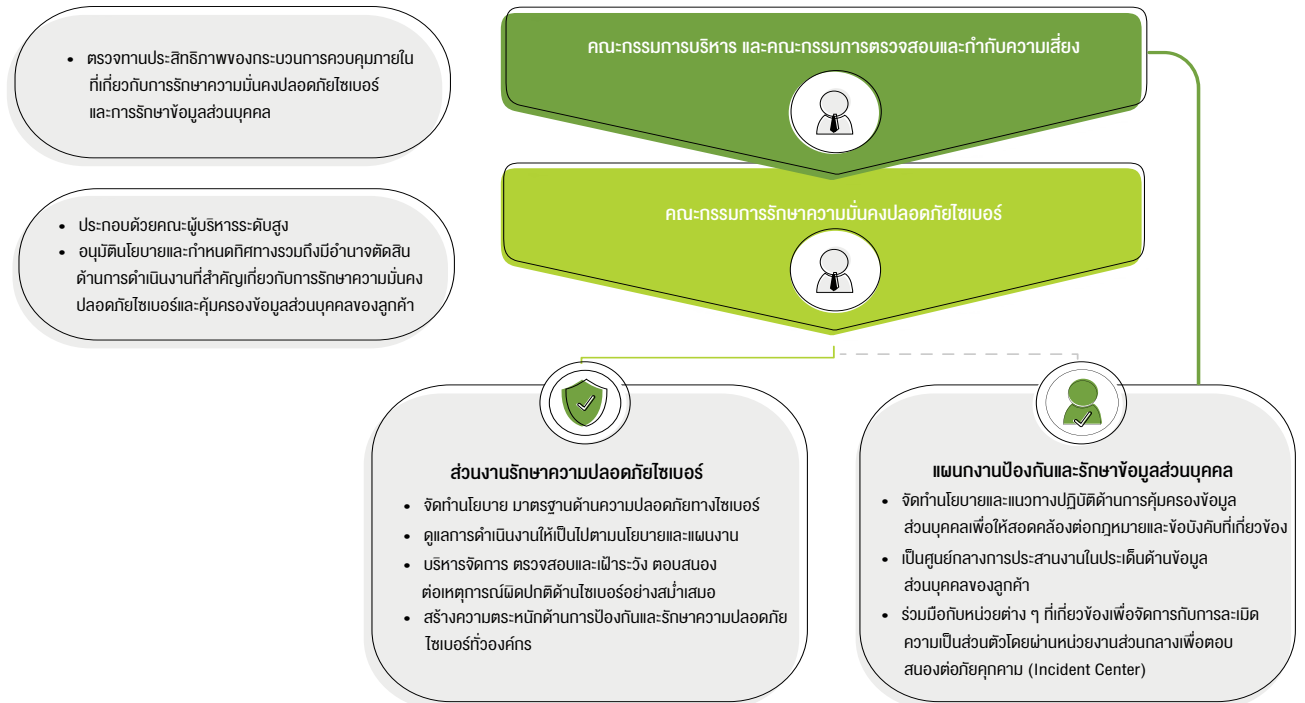 • ตรวจทานประสิทธิภาพของกระบวนการควบคุมภายใน
ที่เกี่ยวกับการรักษาความมั่นคงปลอดภัยไซเบอร์
และการรักษาข้อมูลส่วนบุคคล
คณะกรรมการบริหาร และคณะกรรมการตรวจสอบและกำกับความเสี่ยง
• ประกอบด้วยคณะผู้บริหารระดับสูง
• อนุมัตินโยบายและกำหนดทิศทางรวมถึงมีอำนาจตัดสิน
ด้านการดำเนินงานที่สำคัญเกี่ยวกับการรักษาความมั่นคง
ปลอดภัยไซเบอร์และคุ้มครองข้อมูลส่วนบุคคลของลูกค้า
คณะกรรมการรักษาความมั่นคงปลอดภัยไซเบอร์
ส่วนงานรักษาความปลอดภัยไซเบอร์
• จัดทำนโยบาย มาตรฐานด้านความปลอดภัยทางไซเบอร์
• ดูแลการดำเนินงานให้เป็นไปตามนโยบายและแผนงาน
• บริหารจัดการ ตรวจสอบและเฝ้าระวัง ตอบสนอง
ต่อเหตุการณ์ผิดปกติด้านไซเบอร์อย่างสม่ำเสมอ
• สร้างความตระหนักด้านการป้องกันและรักษาความปลอดภัย
ไซเบอร์ทั่วองค์กร
แผนกงานป้องกันและรักษาข้อมูลส่วนบุคคล
• จัดทำนโยบายและแนวทางปฏิบัติด้านการคุ้มครองข้อมูล
ส่วนบุคคลเพื่อให้สอดคล้องต่อกฎหมายและข้อบังคับที่เกี่ยวข้อง
• เป็นศูนย์กลางการประสานงานในประเด็นด้านข้อมูล
ส่วนบุคคลของลูกค้า
• ร่วมมือกับหน่วยต่าง ๆ ที่เกี่ยวข้องเพื่อจัดการกับการละเมิด
ความเป็นส่วนตัวโดยผ่านหน่วยงานส่วนกลางเพื่อตอบ
สนองต่อภัยคุกคาม (Incident Center)